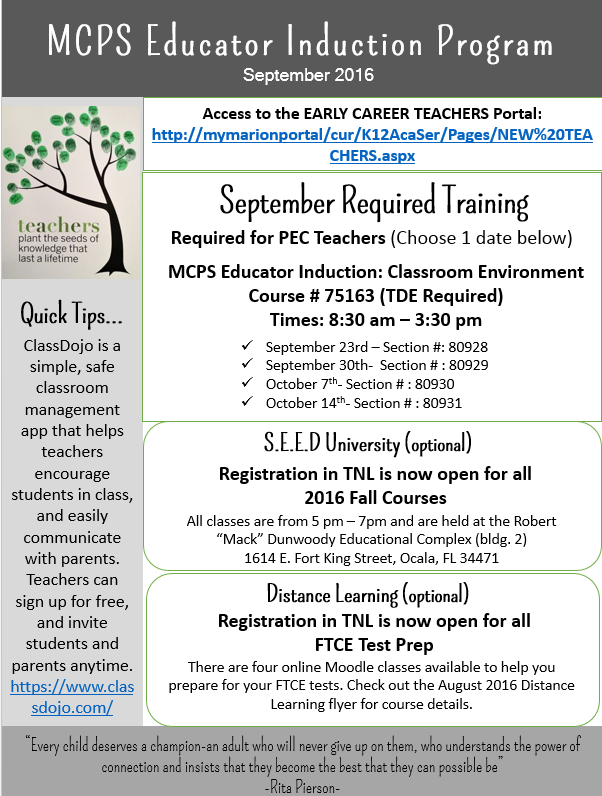 MCPS Educator Induction Program
September 2016
teachers
plant the seeds of
knowledge that
last a lifetime
Quick Tips...
ClassDojo is a
simple, safe
classroom
management
app that helps
teachers
encourage
students in class,
and easily
communicate
with parents.
Teachers can
sign up for free,
and invite
students and
parents anytime.
https://www.clas
sdojo.com/
Access to the EARLY CAREER TEACHERS Portal:
http://mymarionportal/cur/K12AcaSer/Pages/NEW%20TEA
CHERS.aspx
September Required Training
Required for PEC Teachers (Choose 1 date below)
MCPS Educator Induction: Classroom Environment
Course # 75163 (TDE Required)
Times: 8:30 am – 3:30 pm
✓ September 23rd – Section #: 80928
✓ September 30th- Section # : 80929
✓ October 7th- Section # : 80930
✓ October 14th- Section # : 80931
S.E.E.D University (optional)
Registration in TNL is now open for all
2016 Fall Courses
All classes are from 5 pm – 7pm and are held at the Robert
“Mack” Dunwoody Educational Complex (bldg. 2)
1614 E. Fort King Street, Ocala, FL 34471
Distance Learning (optional)
Registration in TNL is now open for all
FTCE Test Prep
There are four online Moodle classes available to help you
prepare for your FTCE tests. Check out the August 2016 Distance
Learning flyer for course details.
“Every child deserves a champion-an adult who will never give up on them, who understands the power of
connection and insists that they become the best that they can possible be”
-Rita Pierson-